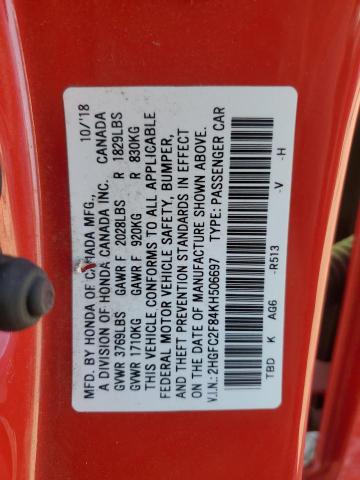 MFD. BY HONDA OF CANADA MFG., 10/'18
A DIVISION OF HONDA CANADA INC. CANADA
GVWR 3769LBS GAWR F 2028LBS R 1829LBS
GVWR 1710KG GAWR F 920KG R 830KG
THIS VEHICLE CONFORMS TO ALL APPLICABLE
FEDERAL MOTOR VEHICLE SAFETY, BUMPER,
AND THEFT PREVENTION STANDARDS IN EFFECT
ON THE DATE OF MANUFACTURE SHOWN ABOVE.
V.I.N.: 2HGFC2F84KH506697 TYPE: PASSENGER CAR
TBD K AG6 -R513 -V -H